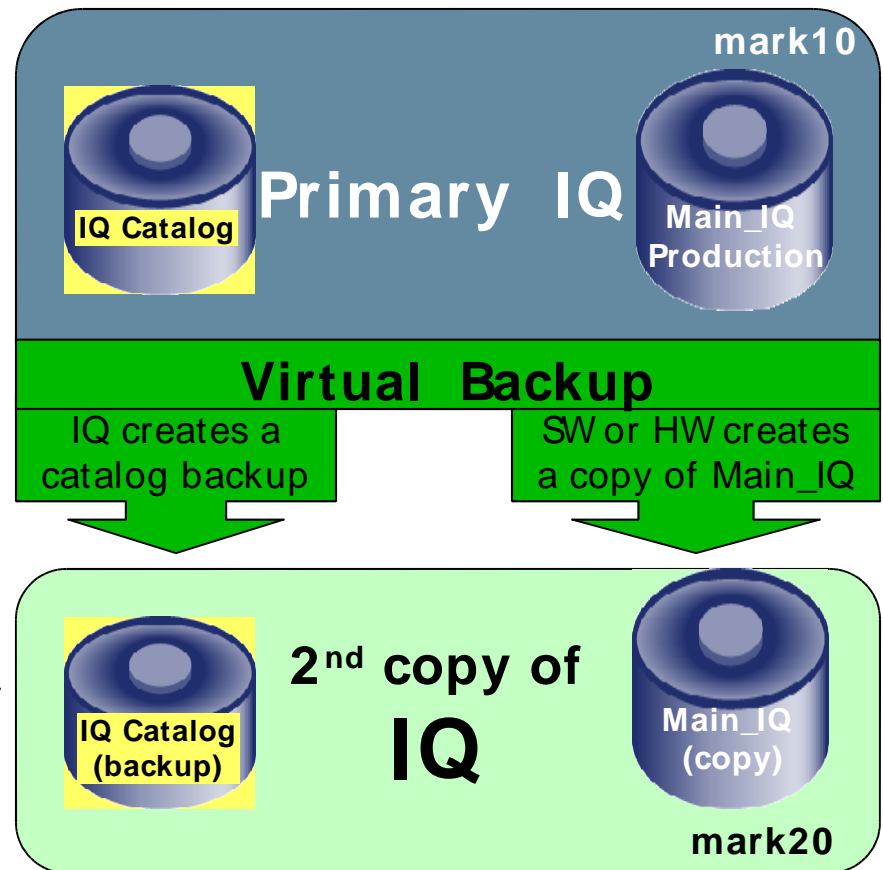 mark10
Primary IQ
IQ Catalog
Main_IQ
Production
Virtual Backup
IQ creates a
catalog backup
SW or HW creates
a copy of Main_IQ
2nd copy of
IQ
IQ Catalog
(backup)
Main_IQ
(copy)
mark20